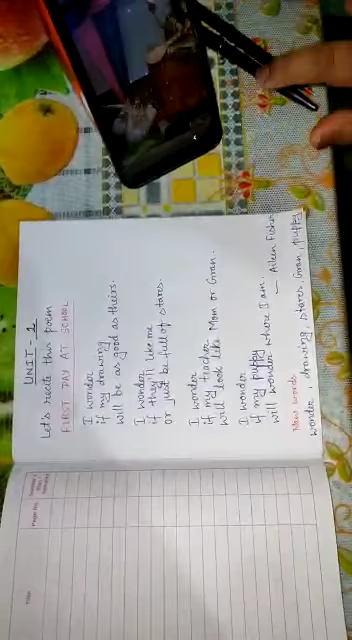 UNIT - 1
Let's recite this poem
FIRST DAY AT SCHOOL
I wonder
if my drawing
will be as good as theirs.
I wonder
if they'll like me
or just be full of stares.
I wonder
if my teacher
will look like Mom or Gran.
I wonder
if my puppy
will wonder where I am.
— Aileen Fisher
New words
wonder, drawing, stares, Gran, puppy
Page No.